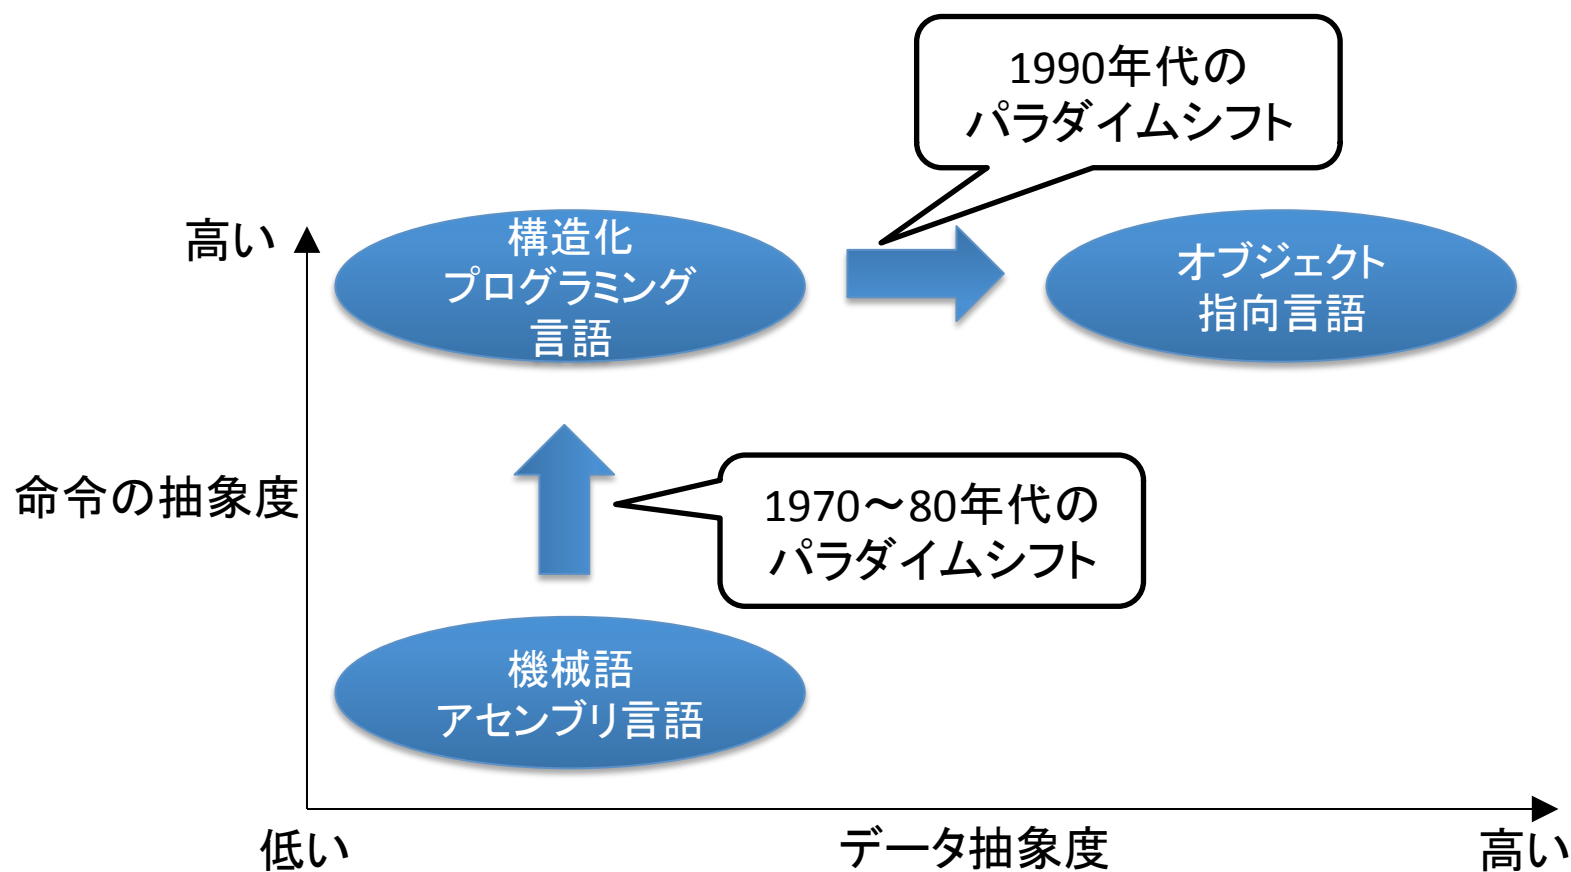 1990年代の
パラダイムシフト
高い
構造化
プログラミング
言語
オブジェクト
指向言語
命令の抽象度
1970～80年代の
パラダイムシフト
機械語
アセンブリ言語
低い
データ抽象度
高い